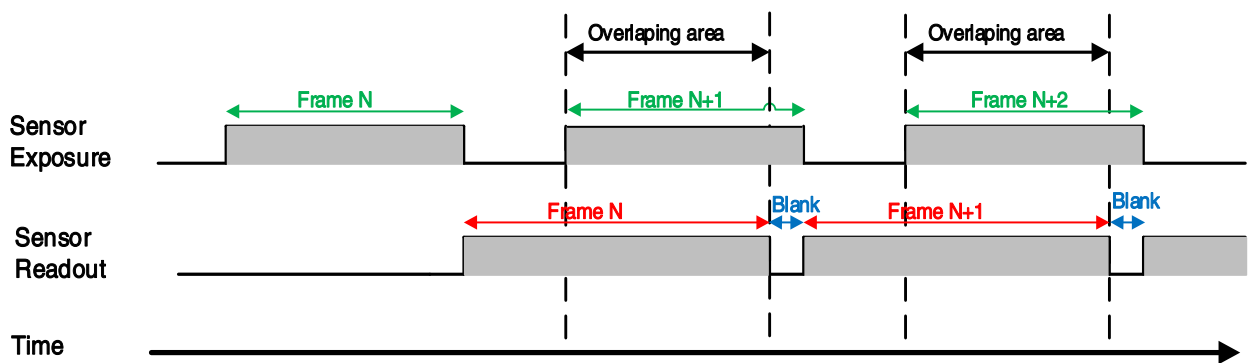 Overlaping area
Overlaping area
Frame N
Frame N+1
Frame N+2
Sensor
Exposure
Frame N
Blank
Frame N+1
Blank
Sensor
Readout
Time